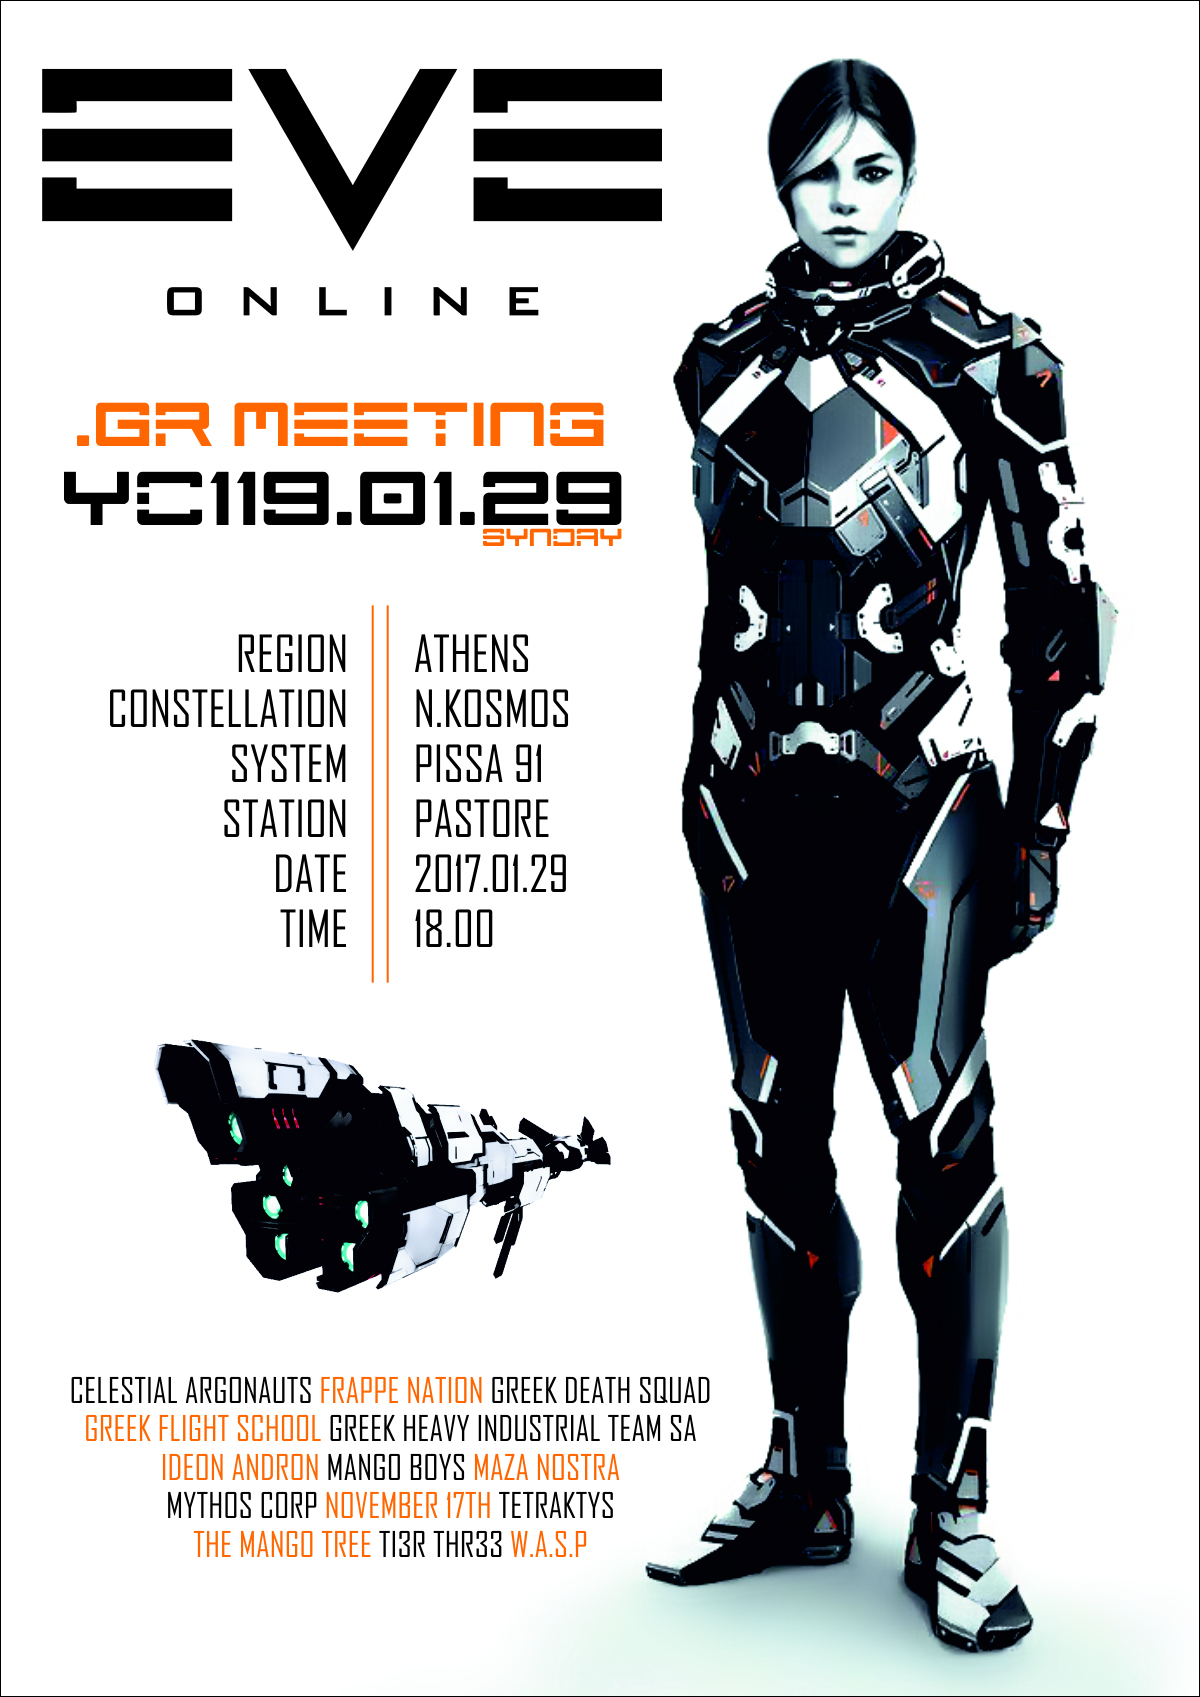 EVE
ONLINE
.GR MEETING
YC119.01.29
SYNDAY
REGION ATHENS
CONSTELLATION N.KOSMOS
SYSTEM PISSA 91
STATION PASTORE
DATE 2017.01.29
TIME 18.00
CELESTIAL ARGONAUTS FRAPPE NATION GREEK DEATH SQUAD
GREEK FLIGHT SCHOOL GREEK HEAVY INDUSTRIAL TEAM SA
IDEON ANDRON MANGO BOYS MAZA NOSTRA
MYTHOS CORP NOVEMBER 17TH TETRAKTYS
THE MANGO TREE TI3R THR33 W.A.S.P